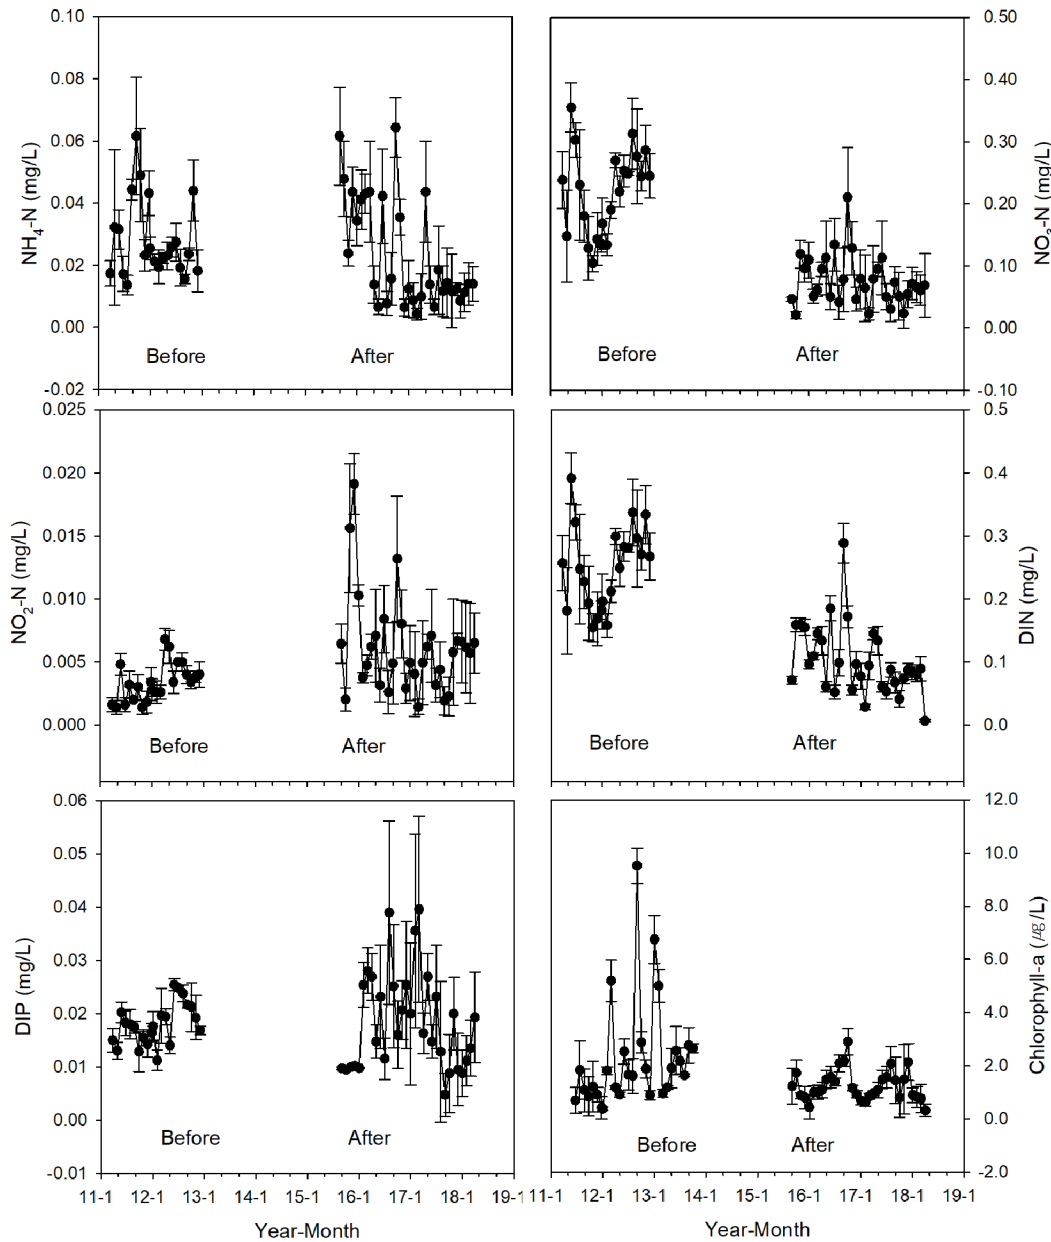 0.10
0.08
0.06
0.04
0.02
0.00
-0.02
NH4-N (mg/L)
Before
After
0.50
0.40
0.30
0.20
0.10
0.00
-0.10
NO3-N (mg/L)
Before
After
0.025
0.020
0.015
0.010
0.005
0.000
NO2-N (mg/L)
Before
After
0.5
0.4
0.3
0.2
0.1
0.0
DIN (mg/L)
Before
After
0.06
0.05
0.04
0.03
0.02
0.01
0.00
-0.01
DIP (mg/L)
Before
After
11-1 12-1 13-1 14-1 15-1 16-1 17-1 18-1 19-1
Year-Month
12.0
10.0
8.0
6.0
4.0
2.0
0.0
-2.0
Chlorophyll-a (㎍/L)
Before
After
11-1 12-1 13-1 14-1 15-1 16-1 17-1 18-1 19-1
Year-Month